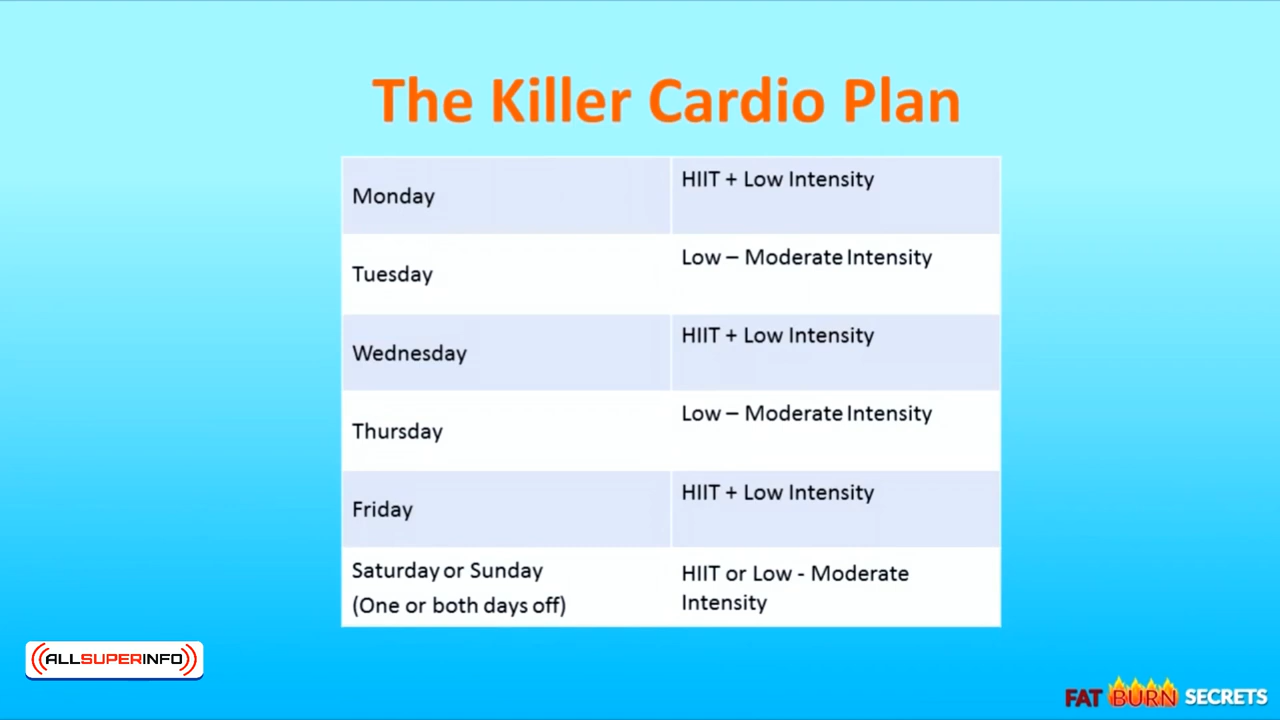 The Killer Cardio Plan
Monday
HIIT + Low Intensity
Tuesday
Low – Moderate Intensity
Wednesday
HIIT + Low Intensity
Thursday
Low – Moderate Intensity
Friday
HIIT + Low Intensity
Saturday or Sunday
(One or both days off)
HIIT or Low - Moderate
Intensity
ALLSUPERINFO
FAT BURN SECRETS